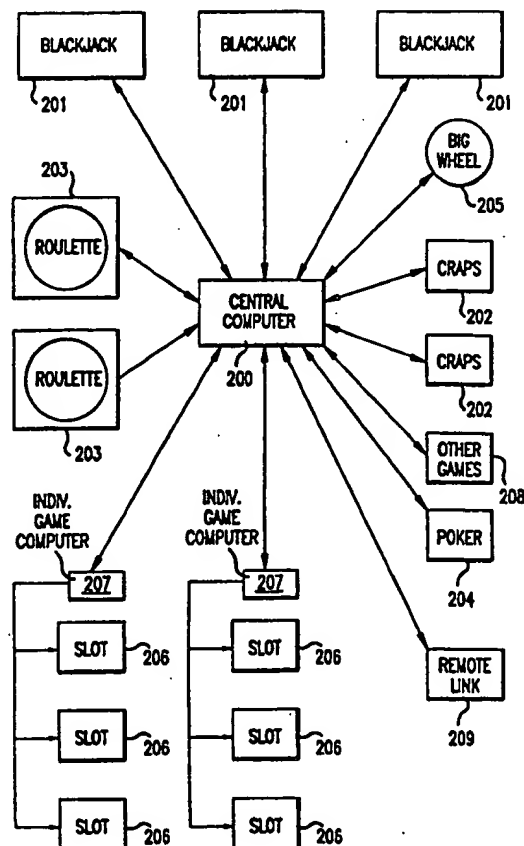 BLACKJACK
BLACKJACK
BLACKJACK
201
201
201
BIG
WHEEL
205
203
ROULETTE
CENTRAL
COMPUTER
200
CRAPS
202
ROULETTE
203
CRAPS
202
OTHER
GAMES
208
INDIV.
GAME
COMPUTER
207
INDIV.
GAME
COMPUTER
207
POKER
204
SLOT
206
SLOT
206
REMOTE
LINK
209
SLOT
206
SLOT
206
SLOT
206
SLOT
206